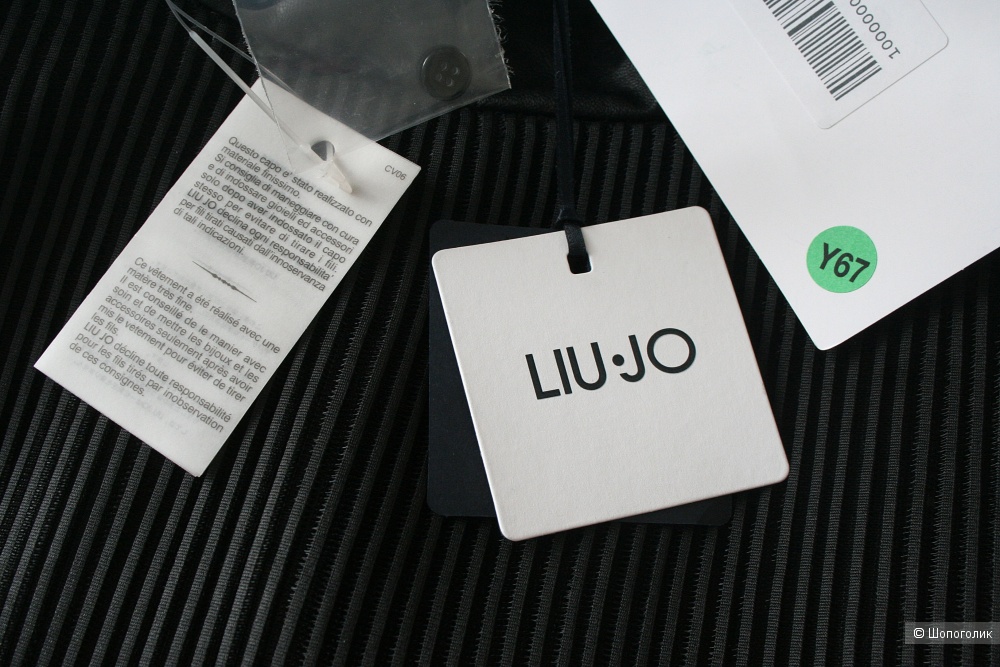 CV06
Questo capo e' stato realizzato con
materiale finissimo.
Si consiglia di maneggiare con cura
e di indossare gioielli ed accessori
solo dopo aver indossato il capo
stesso per evitare di tirare i fili.
LIU JO declina ogni responsabilita'
per fili tirati causati dall'innoservanza
di tali indicazioni.
Ce vêtement a été réalisé avec une
matère très fine.
Il est conseillé de le manier avec
soin et de mettre les bijoux et les
accessoires seulement après avoir
mis le vetement pour éviter de tirer
les fils.
LIU JO décline toute responsabilité
pour les fils tirés par inobservation
de ces consignes.
LIU·JO
Y67
© Шопоголик